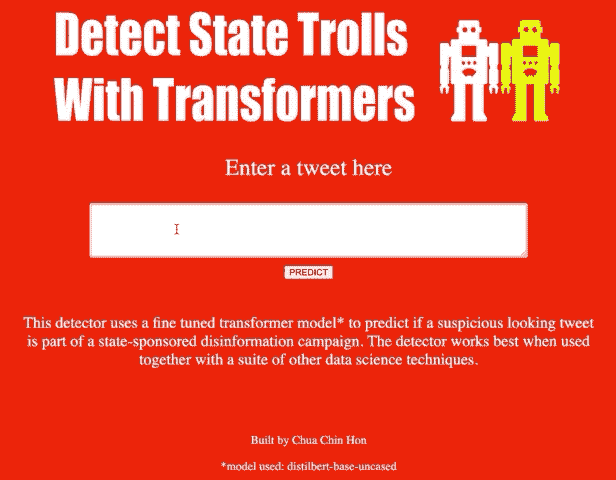 Detect State Trolls
With Transformers
Enter a tweet here
PREDICT
This detector uses a fine tuned transformer model* to predict if a suspicious looking tweet
is part of a state-sponsored disinformation campaign. The detector works best when used
together with a suite of other data science techniques.
Built by Chua Chin Hon
*model used: distilbert-base-uncased